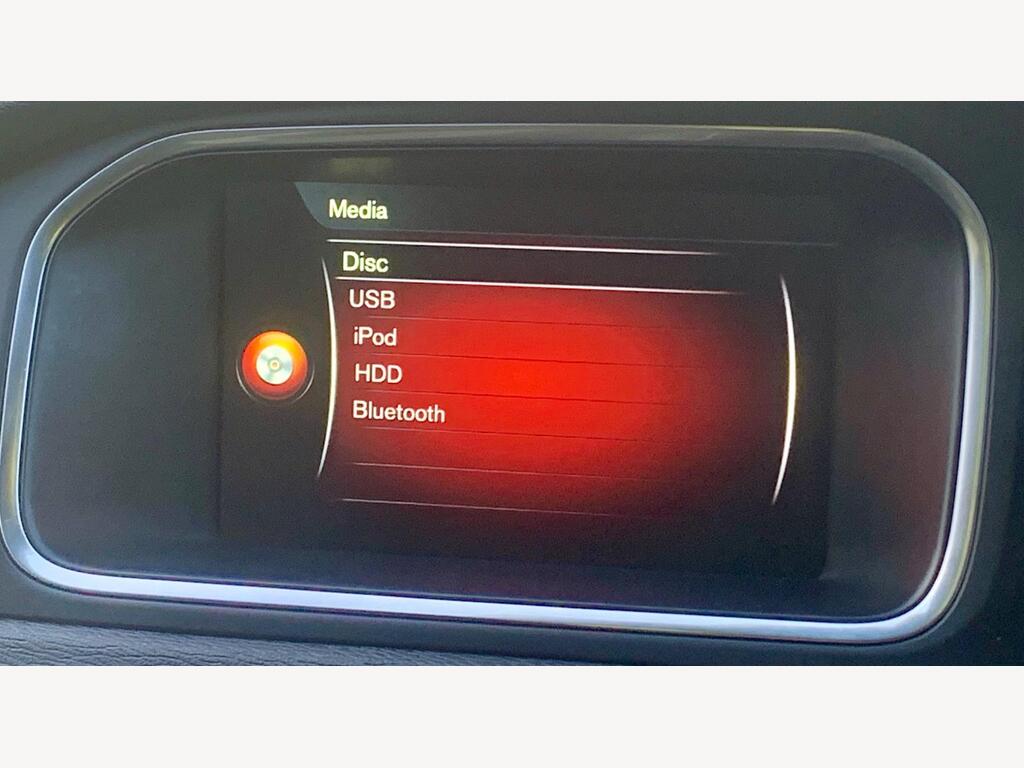 Media
Disc
USB
iPod
HDD
Bluetooth